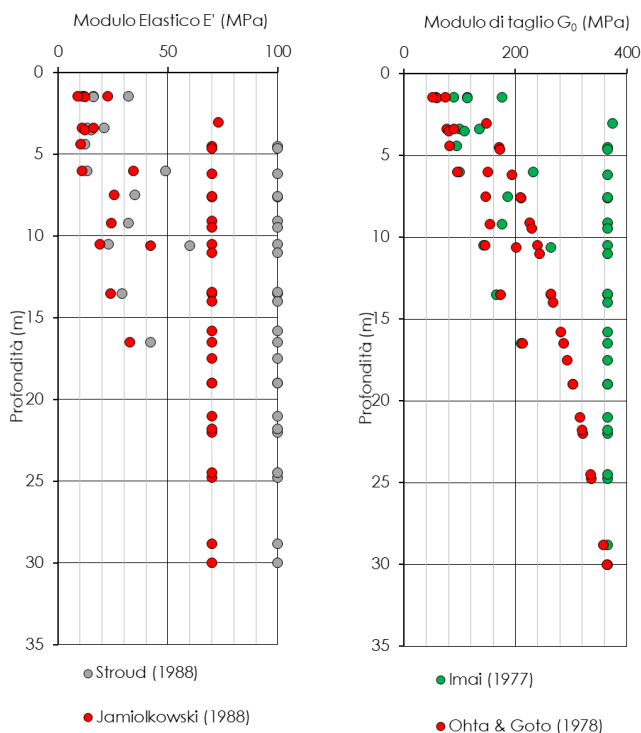 Modulo Elastico E' (MPa)
0 50 100
0
5
10
15
20
25
30
35
Profondità (m)
Stroud (1988)
Jamiolkowski (1988)
Modulo di taglio G₀ (MPa)
0 200 400
0
5
10
15
20
25
30
35
Profondità (m)
Imai (1977)
Ohta & Goto (1978)